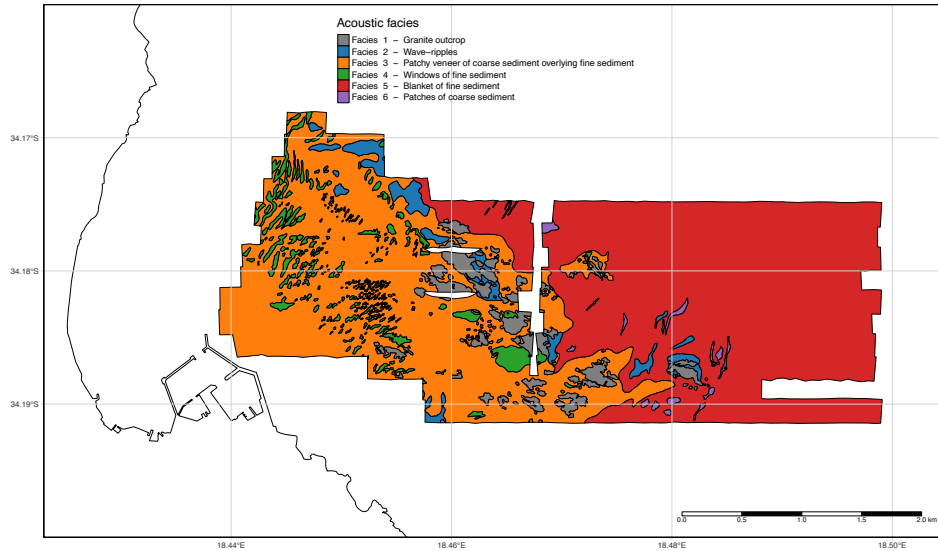 Acoustic facies
Facies 1 – Granite outcrop
Facies 2 – Wave−ripples
Facies 3 – Patchy veneer of coarse sediment overlying fine sediment
Facies 4 – Windows of fine sediment
Facies 5 – Blanket of fine sediment
Facies 6 – Patches of coarse sediment
34.17°S
34.18°S
34.19°S
0.0 0.5 1.0 1.5 2.0 km
18.44°E 18.46°E 18.48°E 18.50°E